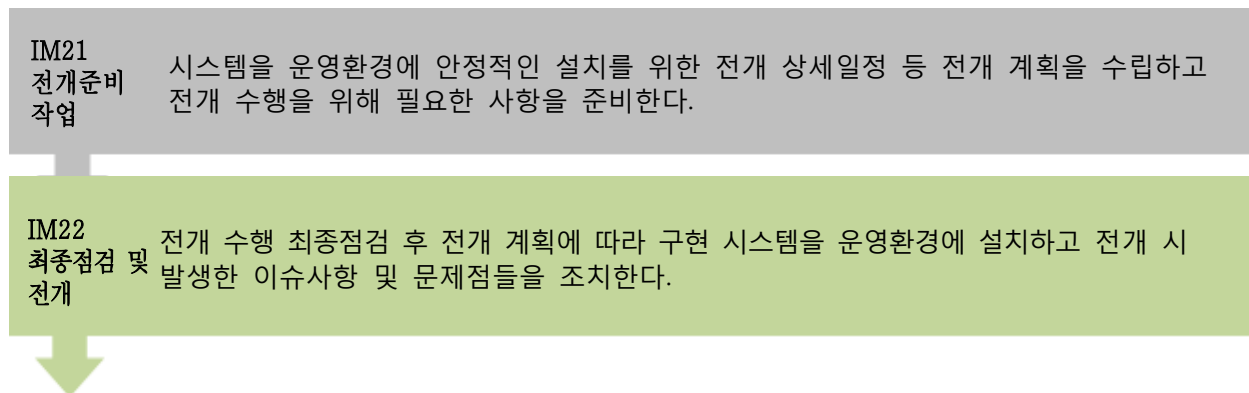 IM21
전개준비
작업
시스템을 운영환경에 안정적인 설치를 위한 전개 상세일정 등 전개 계획을 수립하고
전개 수행을 위해 필요한 사항을 준비한다.
IM22
최종점검 및
전개
전개 수행 최종점검 후 전개 계획에 따라 구현 시스템을 운영환경에 설치하고 전개 시
발생한 이슈사항 및 문제점들을 조치한다.